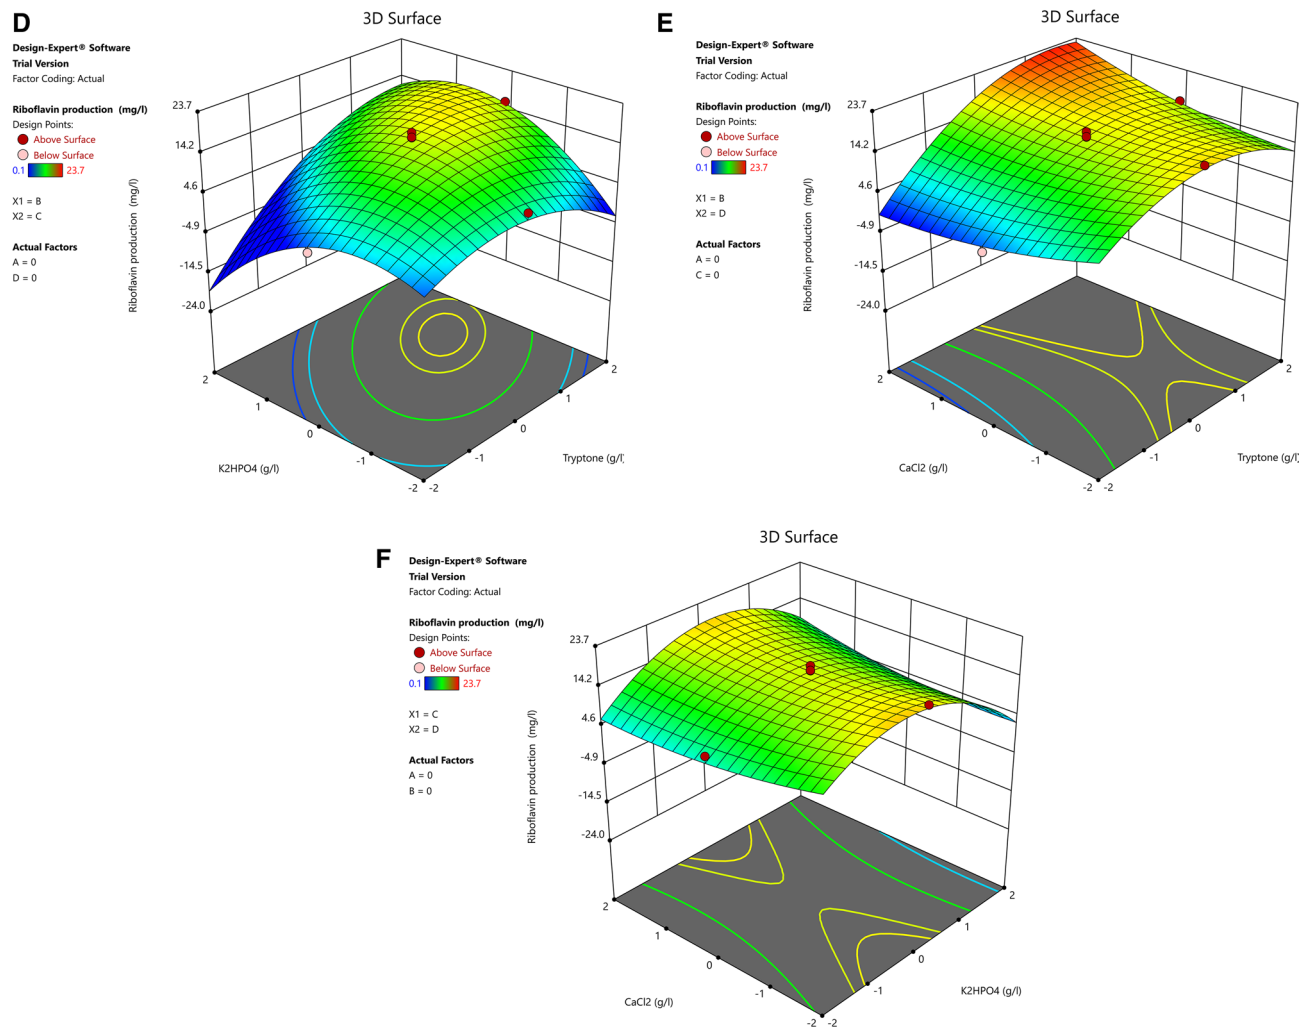 D
3D Surface
Design-Expert® Software
Trial Version
Factor Coding: Actual
Riboflavin production (mg/l)
Design Points:
Above Surface
Below Surface
0.1 23.7
X1 = B
X2 = C
Actual Factors
A = 0
D = 0
Riboflavin production (mg/l)
23.7
14.2
4.6
-4.9
-14.5
-24.0
2
1
0
-1
-2
K2HPO4 (g/l)
-2
-1
0
1
2
Tryptone (g/l)
E
3D Surface
Design-Expert® Software
Trial Version
Factor Coding: Actual
Riboflavin production (mg/l)
Design Points:
Above Surface
Below Surface
0.1 23.7
X1 = B
X2 = D
Actual Factors
A = 0
C = 0
Riboflavin production (mg/l)
23.7
14.2
4.6
-4.9
-14.5
-24.0
2
1
0
-1
-2
CaCl2 (g/l)
-2
-1
0
1
2
Tryptone (g/l)
F
3D Surface
Design-Expert® Software
Trial Version
Factor Coding: Actual
Riboflavin production (mg/l)
Design Points:
Above Surface
Below Surface
0.1 23.7
X1 = C
X2 = D
Actual Factors
A = 0
B = 0
Riboflavin production (mg/l)
23.7
14.2
4.6
-4.9
-14.5
-24.0
2
1
0
-1
-2
CaCl2 (g/l)
-2
-1
0
1
2
K2HPO4 (g/l)